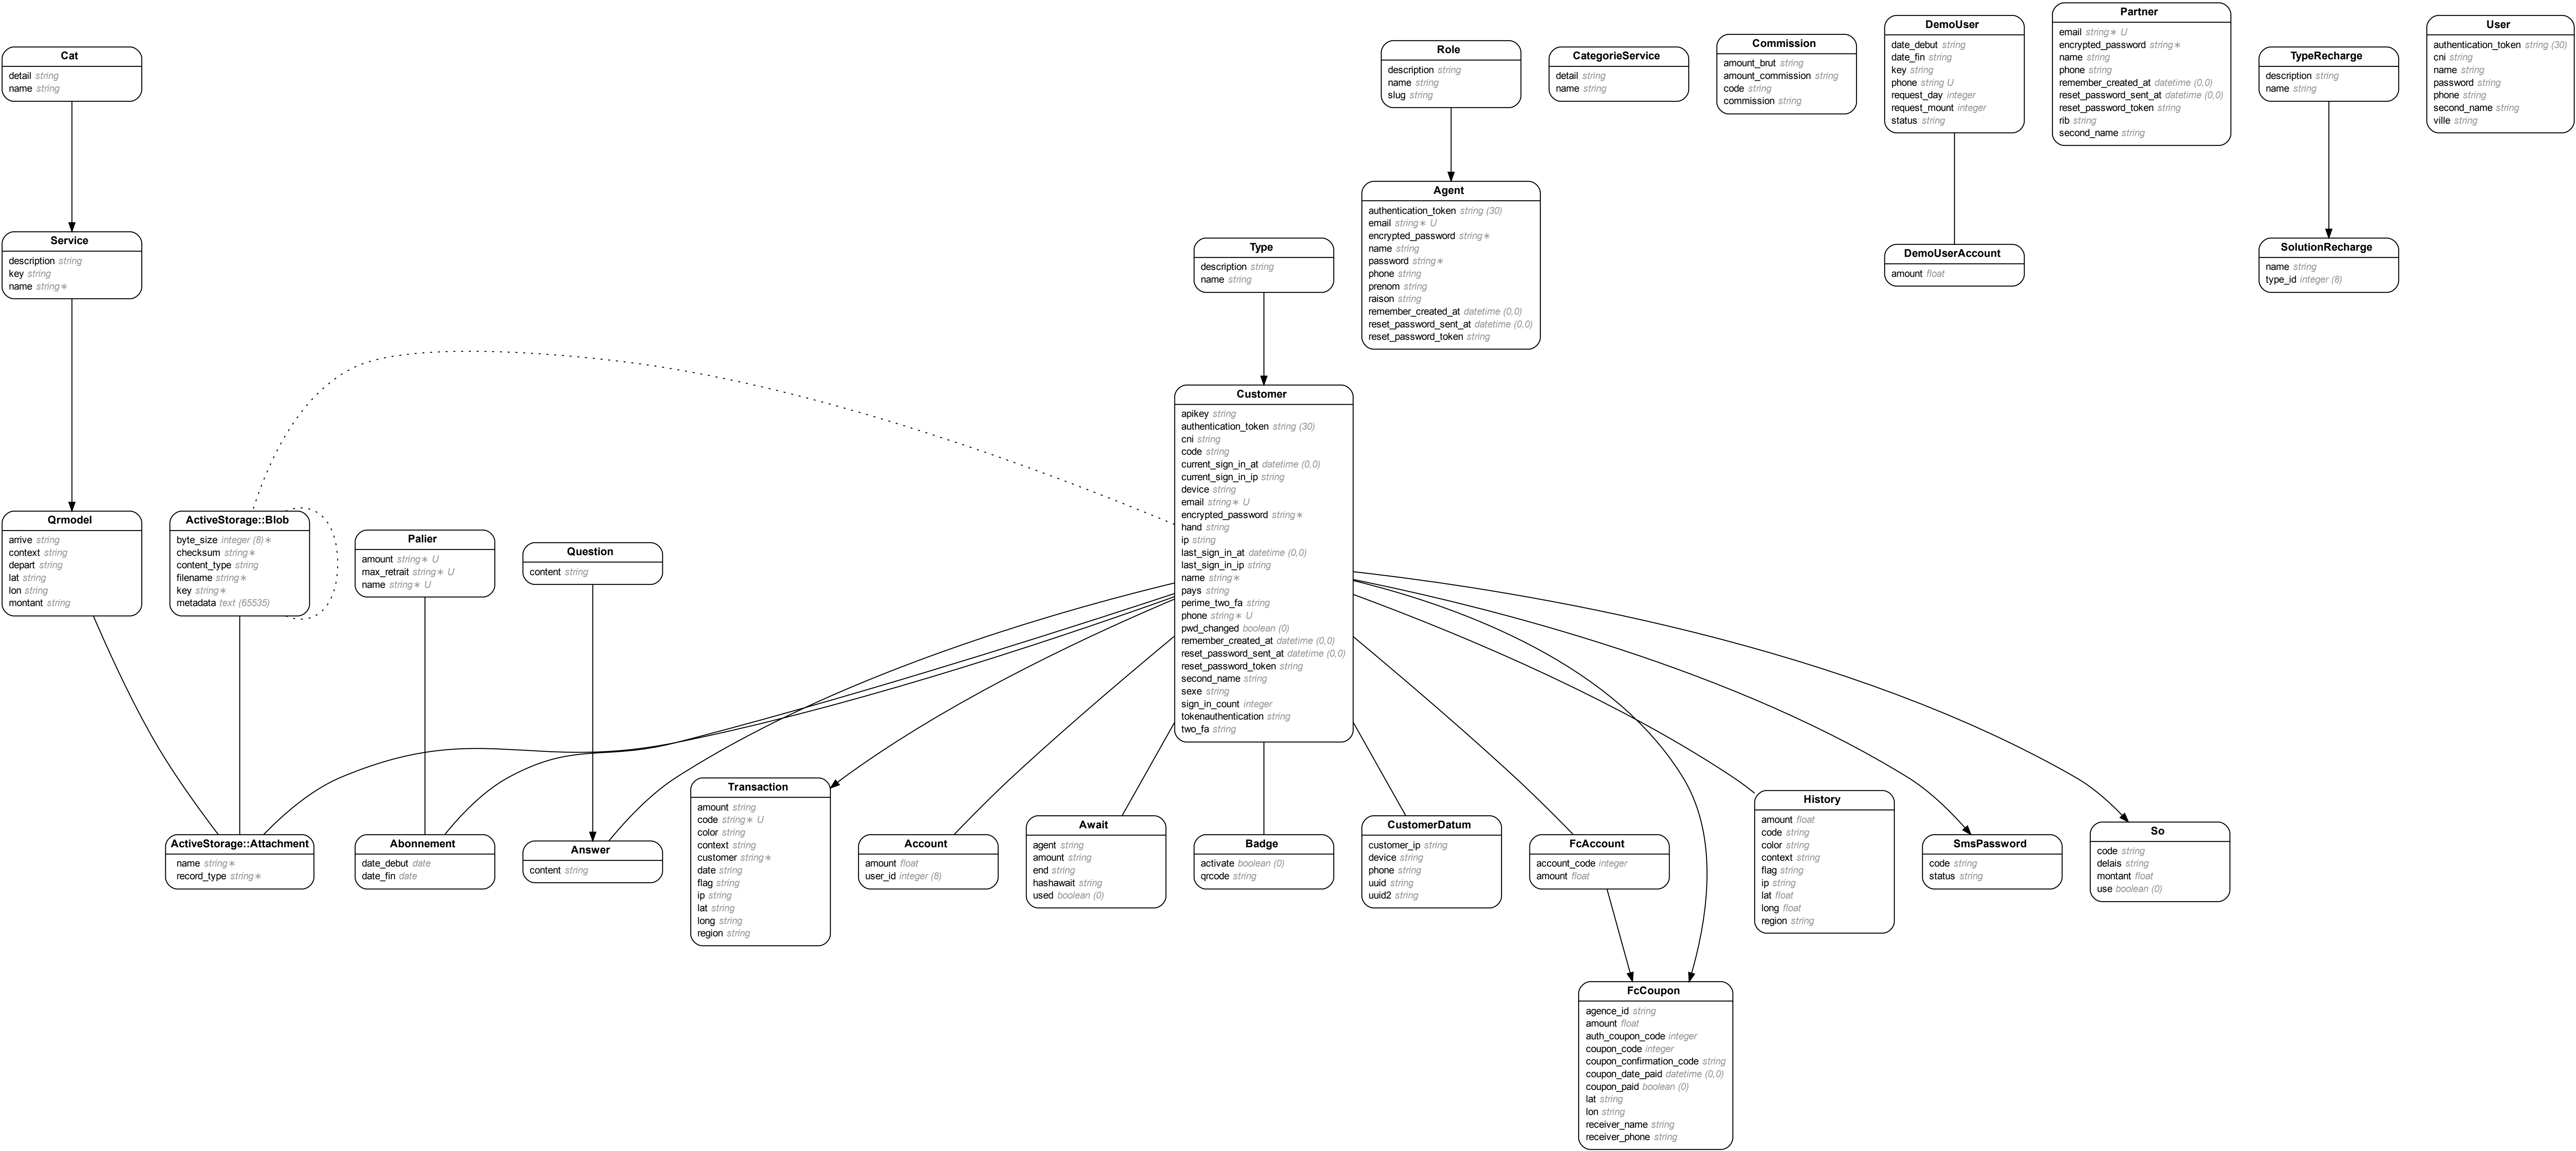 Cat
detail string
name string
Role
description string
name string
slug string
CategorieService
detail string
name string
Commission
amount_brut string
amount_commission string
code string
commission string
DemoUser
date_debut string
date_fin string
key string
phone string U
request_day integer
request_mount integer
status string
Partner
email string∗ U
encrypted_password string∗
name string
phone string
remember_created_at datetime (0,0)
reset_password_sent_at datetime (0,0)
reset_password_token string
rib string
second_name string
TypeRecharge
description string
name string
User
authentication_token string (30)
cni string
name string
password string
phone string
second_name string
ville string
Service
description string
key string
name string∗
Type
description string
name string
Agent
authentication_token string (30)
email string∗ U
encrypted_password string∗
name string
password string∗
phone string
prenom string
raison string
remember_created_at datetime (0,0)
reset_password_sent_at datetime (0,0)
reset_password_token string
DemoUserAccount
amount float
SolutionRecharge
name string
type_id integer (8)
Customer
apikey string
authentication_token string (30)
cni string
code string
current_sign_in_at datetime (0,0)
current_sign_in_ip string
device string
email string∗ U
encrypted_password string∗
hand string
ip string
last_sign_in_at datetime (0,0)
last_sign_in_ip string
name string∗
pays string
perime_two_fa string
phone string∗ U
pwd_changed boolean (0)
remember_created_at datetime (0,0)
reset_password_sent_at datetime (0,0)
reset_password_token string
second_name string
sexe string
sign_in_count integer
tokenauthentication string
two_fa string
Qrmodel
arrive string
context string
depart string
lat string
lon string
montant string
ActiveStorage::Blob
byte_size integer (8)∗
checksum string∗
content_type string
filename string∗
key string∗
metadata text (65535)
Palier
amount string∗ U
max_retrait string∗ U
name string∗ U
Question
content string
ActiveStorage::Attachment
name string∗
record_type string∗
Abonnement
date_debut date
date_fin date
Answer
content string
Transaction
amount string
code string∗ U
color string
context string
customer string∗
date string
flag string
ip string
lat string
long string
region string
Account
amount float
user_id integer (8)
Await
agent string
amount string
end string
hashawait string
used boolean (0)
Badge
activate boolean (0)
qrcode string
CustomerDatum
customer_ip string
device string
phone string
uuid string
uuid2 string
FcAccount
account_code integer
amount float
History
amount float
code string
color string
context string
flag string
ip string
lat float
long float
region string
SmsPassword
code string
status string
So
code string
delais string
montant float
use boolean (0)
FcCoupon
agence_id string
amount float
auth_coupon_code integer
coupon_code integer
coupon_confirmation_code string
coupon_date_paid datetime (0,0)
coupon_paid boolean (0)
lat string
lon string
receiver_name string
receiver_phone string